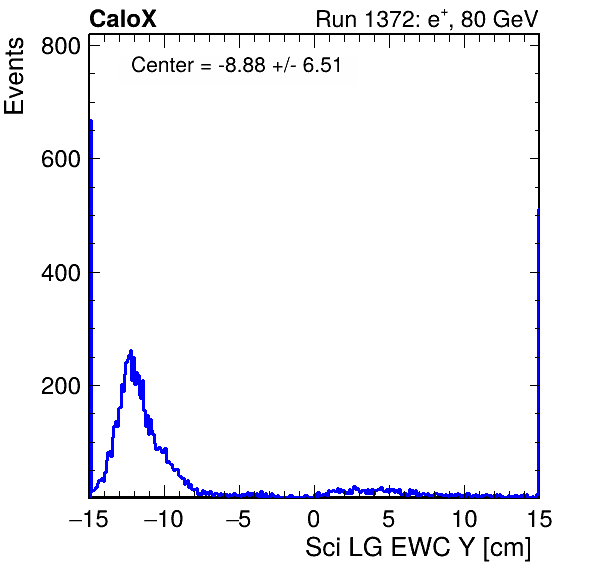 CaloX Run 1372: e⁺, 80 GeV
Center = -8.88 +/- 6.51
Events
800
600
400
200
−15 −10 −5 0 5 10 15
Sci LG EWC Y [cm]